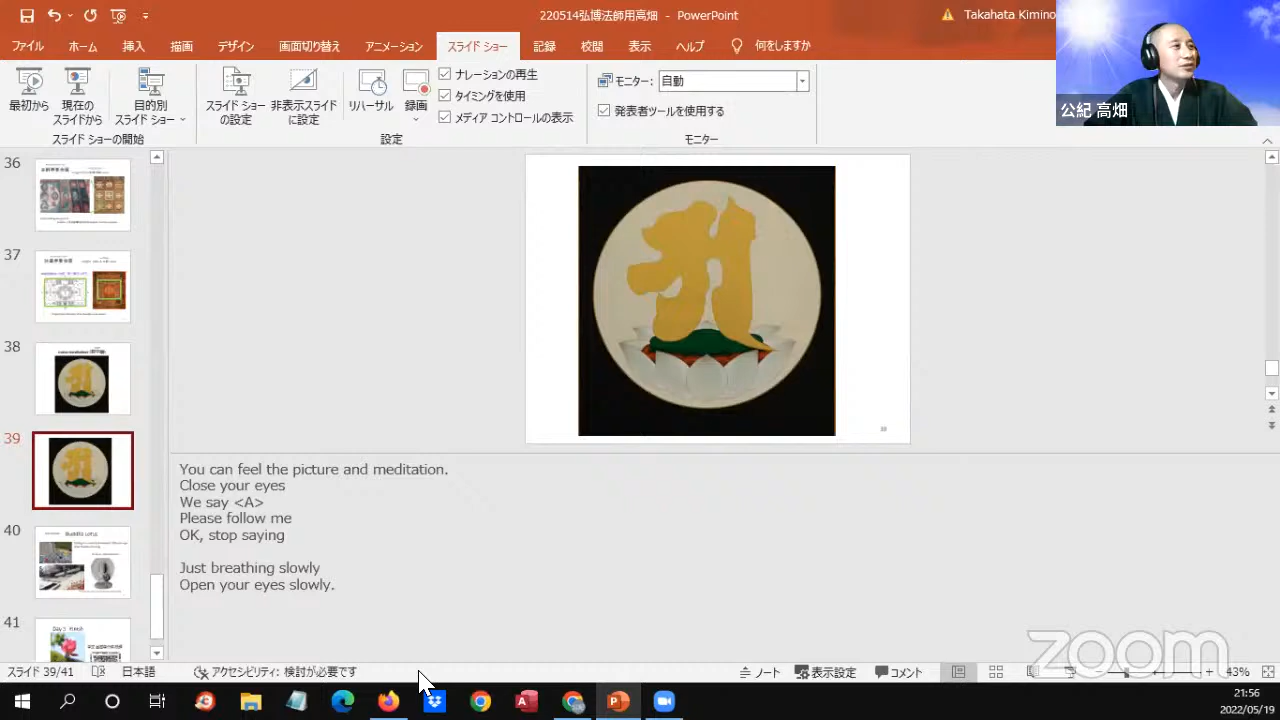 220514弘博法師用高畑 - PowerPoint
Takahata Kimino
ファイル ホーム 挿入 描画 デザイン 画面切り替え アニメーション スライド ショー 記録 校閲 表示 ヘルプ 何をしますか
最初から
現在の
スライドから
目的別
スライド ショー
スライド ショーの開始
スライド ショー
の設定
非表示スライド
に設定
リハーサル
録画
ナレーションの再生
タイミングを使用
メディア コントロールの表示
設定
モニター: 自動
発表者ツールを使用する
モニター
公紀 高畑
36
37
38
39
40
41
You can feel the picture and meditation.
Close your eyes
We say <A>
Please follow me
OK, stop saying
Just breathing slowly
Open your eyes slowly.
zoom
スライド 39/41 日本語 アクセシビリティ: 検討が必要です ノート 表示設定 コメント 43%
21:56
2022/05/19